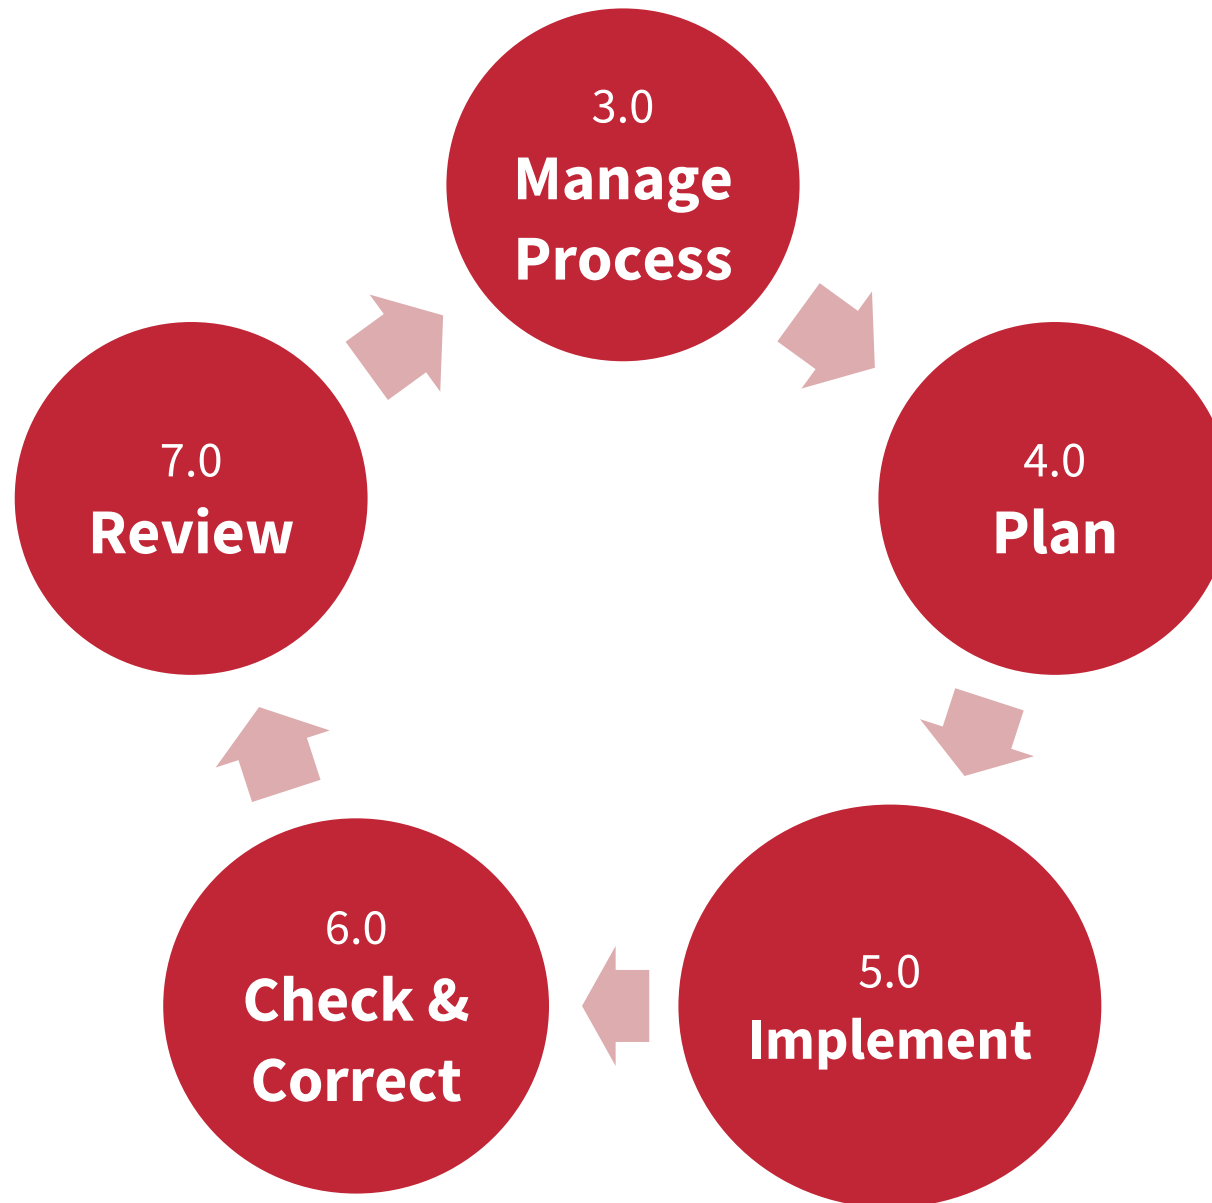 3.0
Manage
Process
4.0
Plan
5.0
Implement
6.0
Check &
Correct
7.0
Review